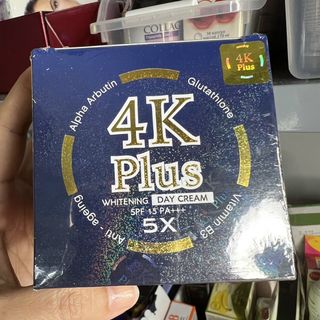 COLLAG
4K
Plus
Alpha Arbutin
Glutathione
4K
Plus
WHITENING DAY CREAM
SPF 15 PA+++
5X
Anti ageing
Vitamin B3